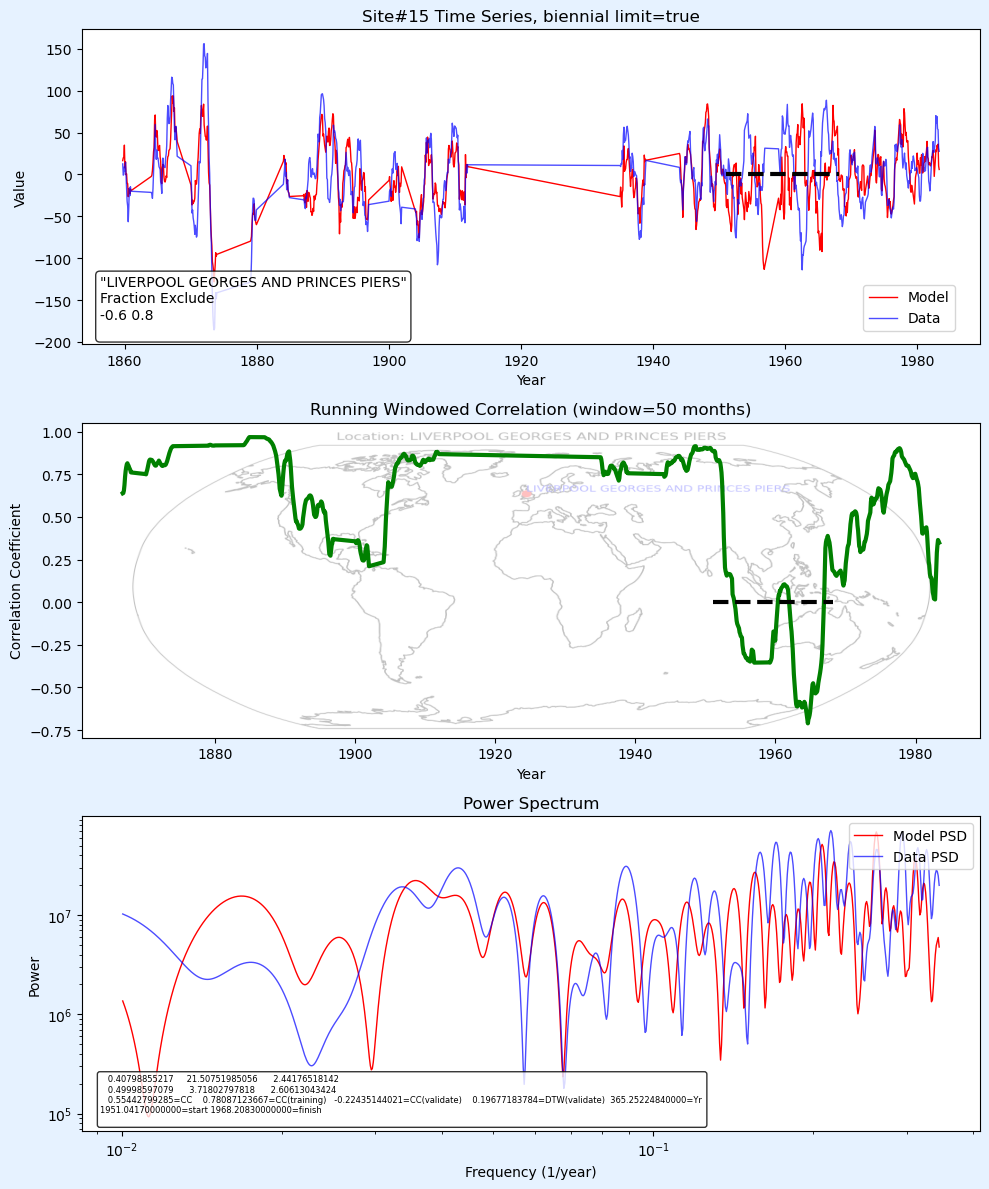 Site#15 Time Series, biennial limit=true
Value
150
100
50
0
−50
−100
−150
−200
"LIVERPOOL GEORGES AND PRINCES PIERS"
Fraction Exclude
-0.6 0.8
Model
Data
1860 1880 1900 1920 1940 1960 1980
Year
Running Windowed Correlation (window=50 months)
Location: LIVERPOOL GEORGES AND PRINCES PIERS
LIVERPOOL GEORGES AND PRINCES PIERS
Correlation Coefficient
1.00
0.75
0.50
0.25
0.00
−0.25
−0.50
−0.75
1880 1900 1920 1940 1960 1980
Year
Power Spectrum
Model PSD
Data PSD
Power
10^7
10^6
10^5
0.40798855217 21.50751985056 2.44176518142
0.49998597079 3.71802797818 2.60613043424
0.55442799285=CC 0.78087123667=CC(training) -0.22435144021=CC(validate) 0.19677183784=DTW(validate) 365.25224840000=Yr
1951.04170000000=start 1968.20830000000=finish
10^−2 10^−1
Frequency (1/year)